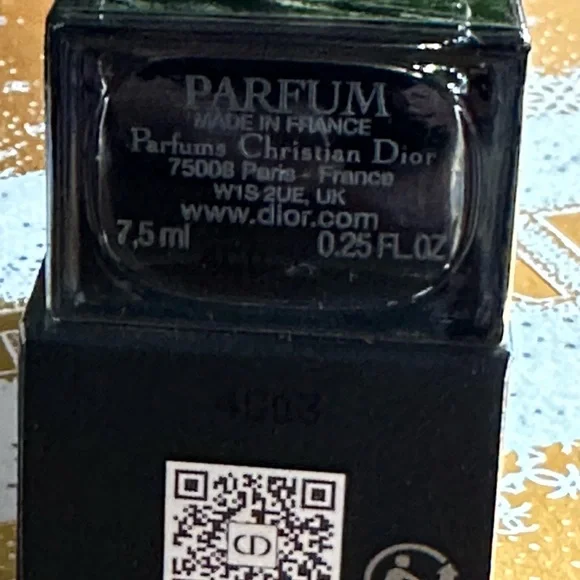 PARFUM
MADE IN FRANCE
Parfums Christian Dior
75008 Paris - France
W1S 2UE, UK
www.dior.com
7,5 ml 0.25 FL.OZ
CD